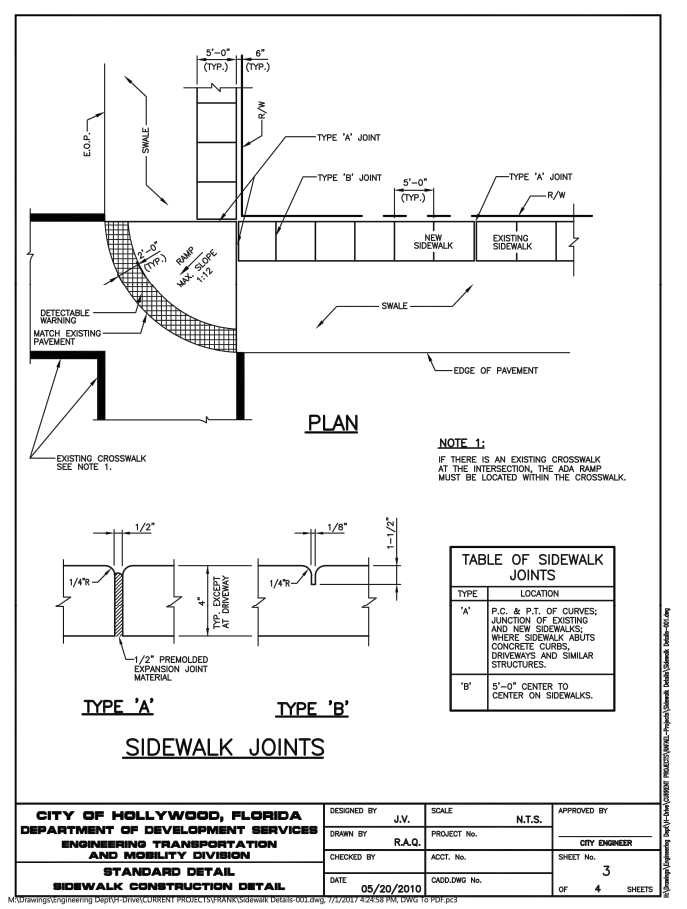 5'-0"
(TYP.)
6"
(TYP.)
E.O.P.
SWALE
R/W
TYPE 'A' JOINT
TYPE 'B' JOINT
5'-0"
TYPE 'A' JOINT
R/W
NEW
SIDEWALK
EXISTING
SIDEWALK
2'-0"
(TYP.)
RAMP
MAX. SLOPE
1:12
SWALE
DETECTABLE
WARNING
MATCH EXISTING
PAVEMENT
EDGE OF PAVEMENT
PLAN
EXISTING CROSSWALK
SEE NOTE 1.
NOTE 1:
IF THERE IS AN EXISTING CROSSWALK
AT THE INTERSECTION, THE ADA RAMP
MUST BE LOCATED WITHIN THE CROSSWALK.
1/2"
1/4"R
4"
TYP. EXCEPT
AT DRIVEWAY
1/2" PREMOLDED
EXPANSION JOINT
MATERIAL
TYPE 'A'
1/8"
1-1/2"
1/4"R
TYPE 'B'
SIDEWALK JOINTS
TABLE OF SIDEWALK
JOINTS
TYPE LOCATION
'A' P.C. & P.T. OF CURVES;
JUNCTION OF EXISTING
AND NEW SIDEWALKS;
WHERE SIDEWALK ABUTS
CONCRETE CURBS,
DRIVEWAYS AND SIMILAR
STRUCTURES.
'B' 5'-0" CENTER TO
CENTER ON SIDEWALKS.
CITY OF HOLLYWOOD, FLORIDA
DEPARTMENT OF DEVELOPMENT SERVICES
ENGINEERING TRANSPORTATION
AND MOBILITY DIVISION
STANDARD DETAIL
SIDEWALK CONSTRUCTION DETAIL
DESIGNED BY
J.V.
DRAWN BY
R.A.Q.
CHECKED BY
DATE
05/20/2010
SCALE
N.T.S.
PROJECT No.
ACCT. No.
CADD.DWG No.
APPROVED BY
CITY ENGINEER
SHEET No.
3
OF 4 SHEETS
M:\Drawings\Engineering Dept\H-Drive\CURRENT PROJECTS\FRANK\Sidewalk Details-001.dwg, 7/1/2017 4:24:58 PM, DWG To PDF.pc3